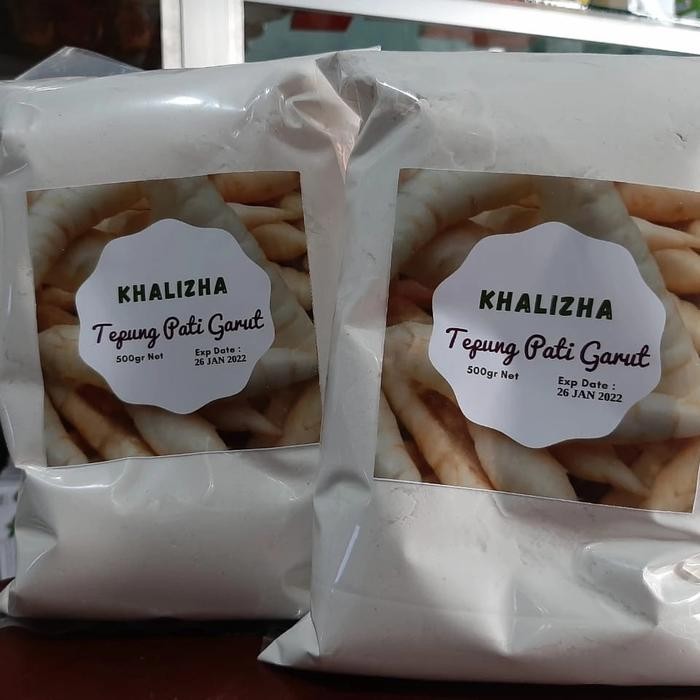 KHALIZHA
Tepung Pati Garut
500gr Net
Exp Date :
26 JAN 2022
KHALIZHA
Tepung Pati Garut
500gr Net
Exp Date :
26 JAN 2022